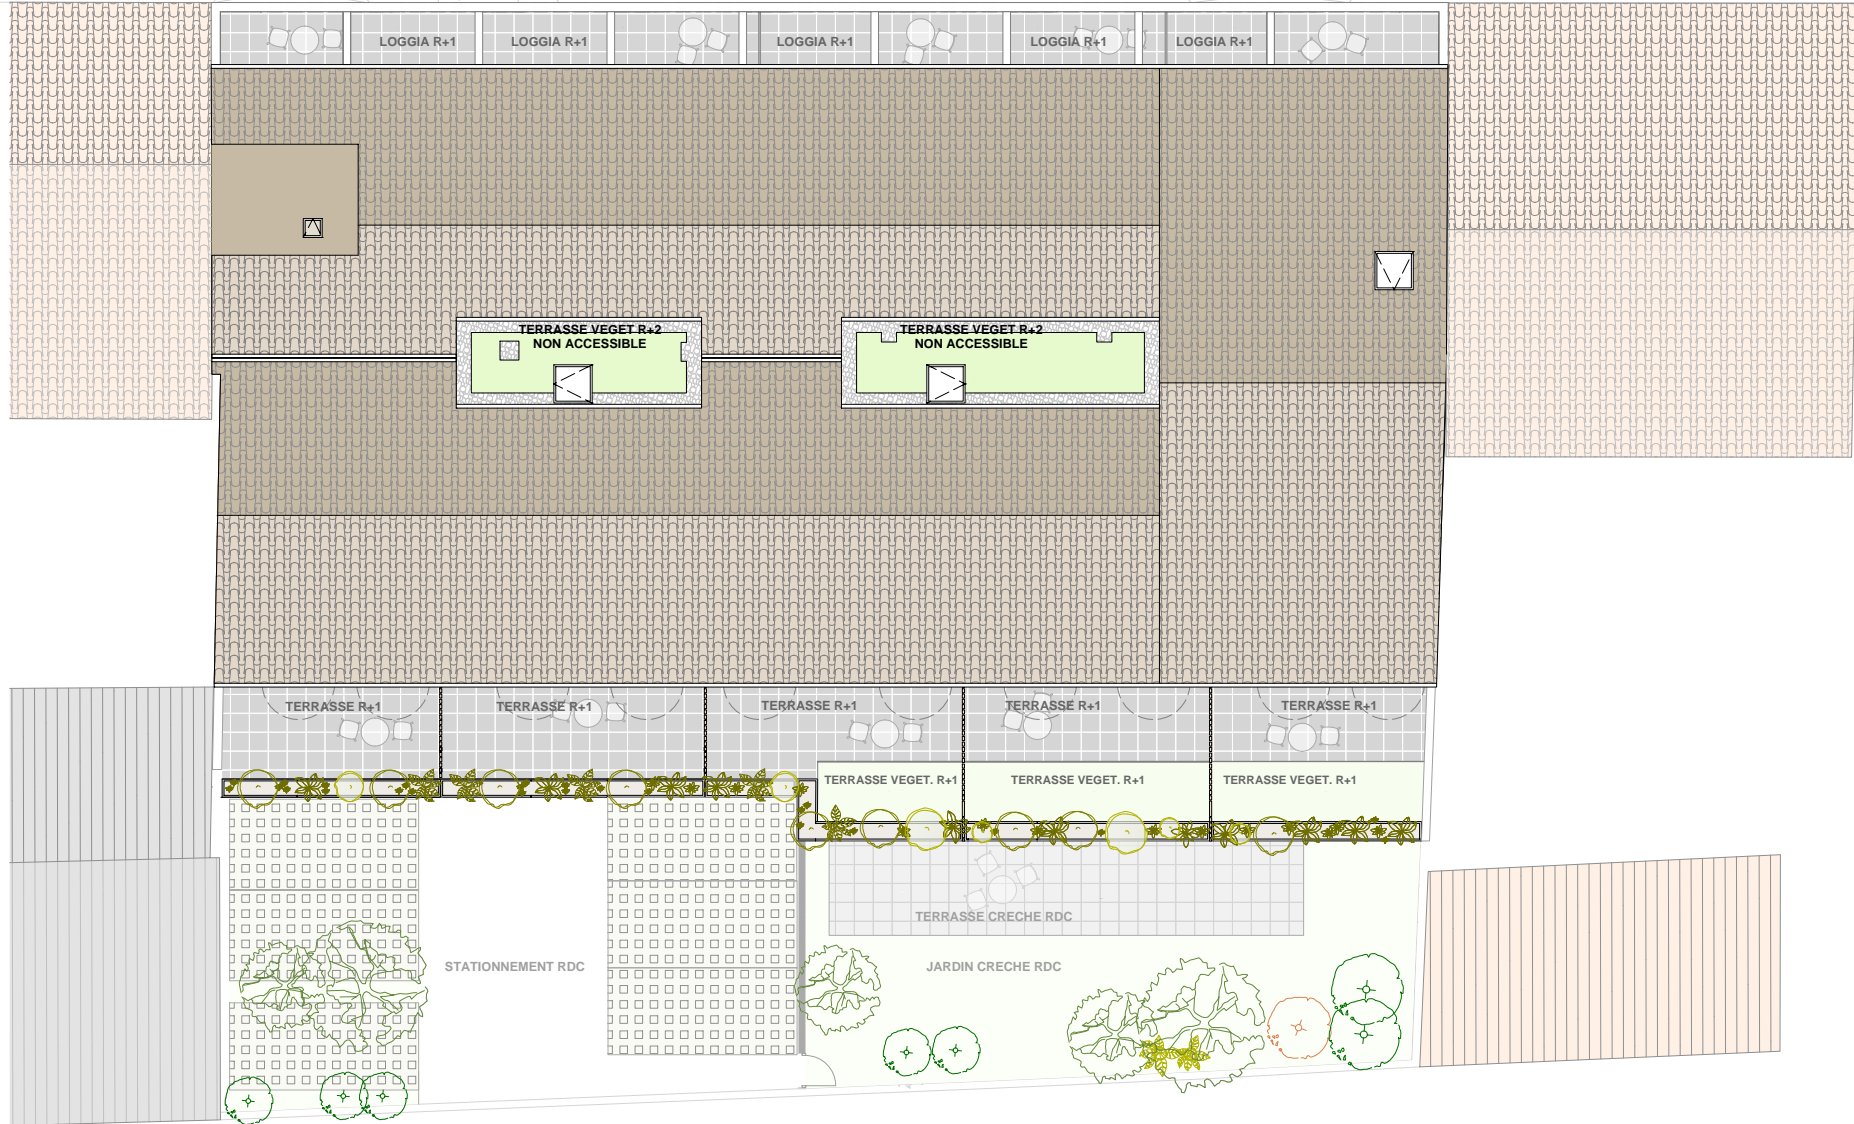 LOGGIA R+1
LOGGIA R+1
LOGGIA R+1
LOGGIA R+1
LOGGIA R+1
TERRASSE VEGET R+2
NON ACCESSIBLE
TERRASSE VEGET R+2
NON ACCESSIBLE
TERRASSE R+1
TERRASSE R+1
TERRASSE R+1
TERRASSE R+1
TERRASSE R+1
TERRASSE VEGET. R+1
TERRASSE VEGET. R+1
TERRASSE VEGET. R+1
TERRASSE CRECHE RDC
STATIONNEMENT RDC
JARDIN CRECHE RDC